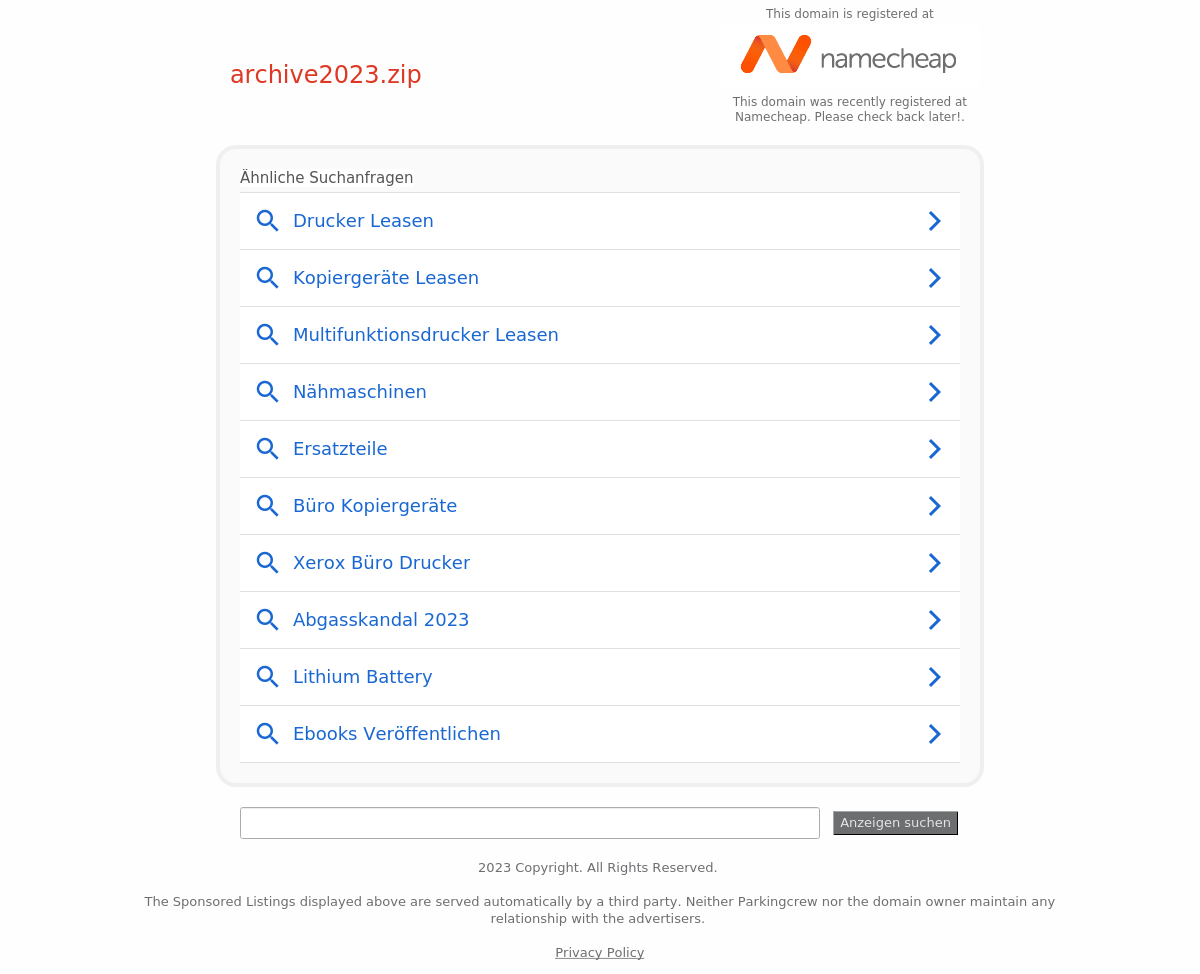 This domain is registered at
namecheap
archive2023.zip
This domain was recently registered at
Namecheap. Please check back later!.
Ähnliche Suchanfragen
Drucker Leasen
Kopiergeräte Leasen
Multifunktionsdrucker Leasen
Nähmaschinen
Ersatzteile
Büro Kopiergeräte
Xerox Büro Drucker
Abgasskandal 2023
Lithium Battery
Ebooks Veröffentlichen
Anzeigen suchen
2023 Copyright. All Rights Reserved.
The Sponsored Listings displayed above are served automatically by a third party. Neither Parkingcrew nor the domain owner maintain any
relationship with the advertisers.
Privacy Policy